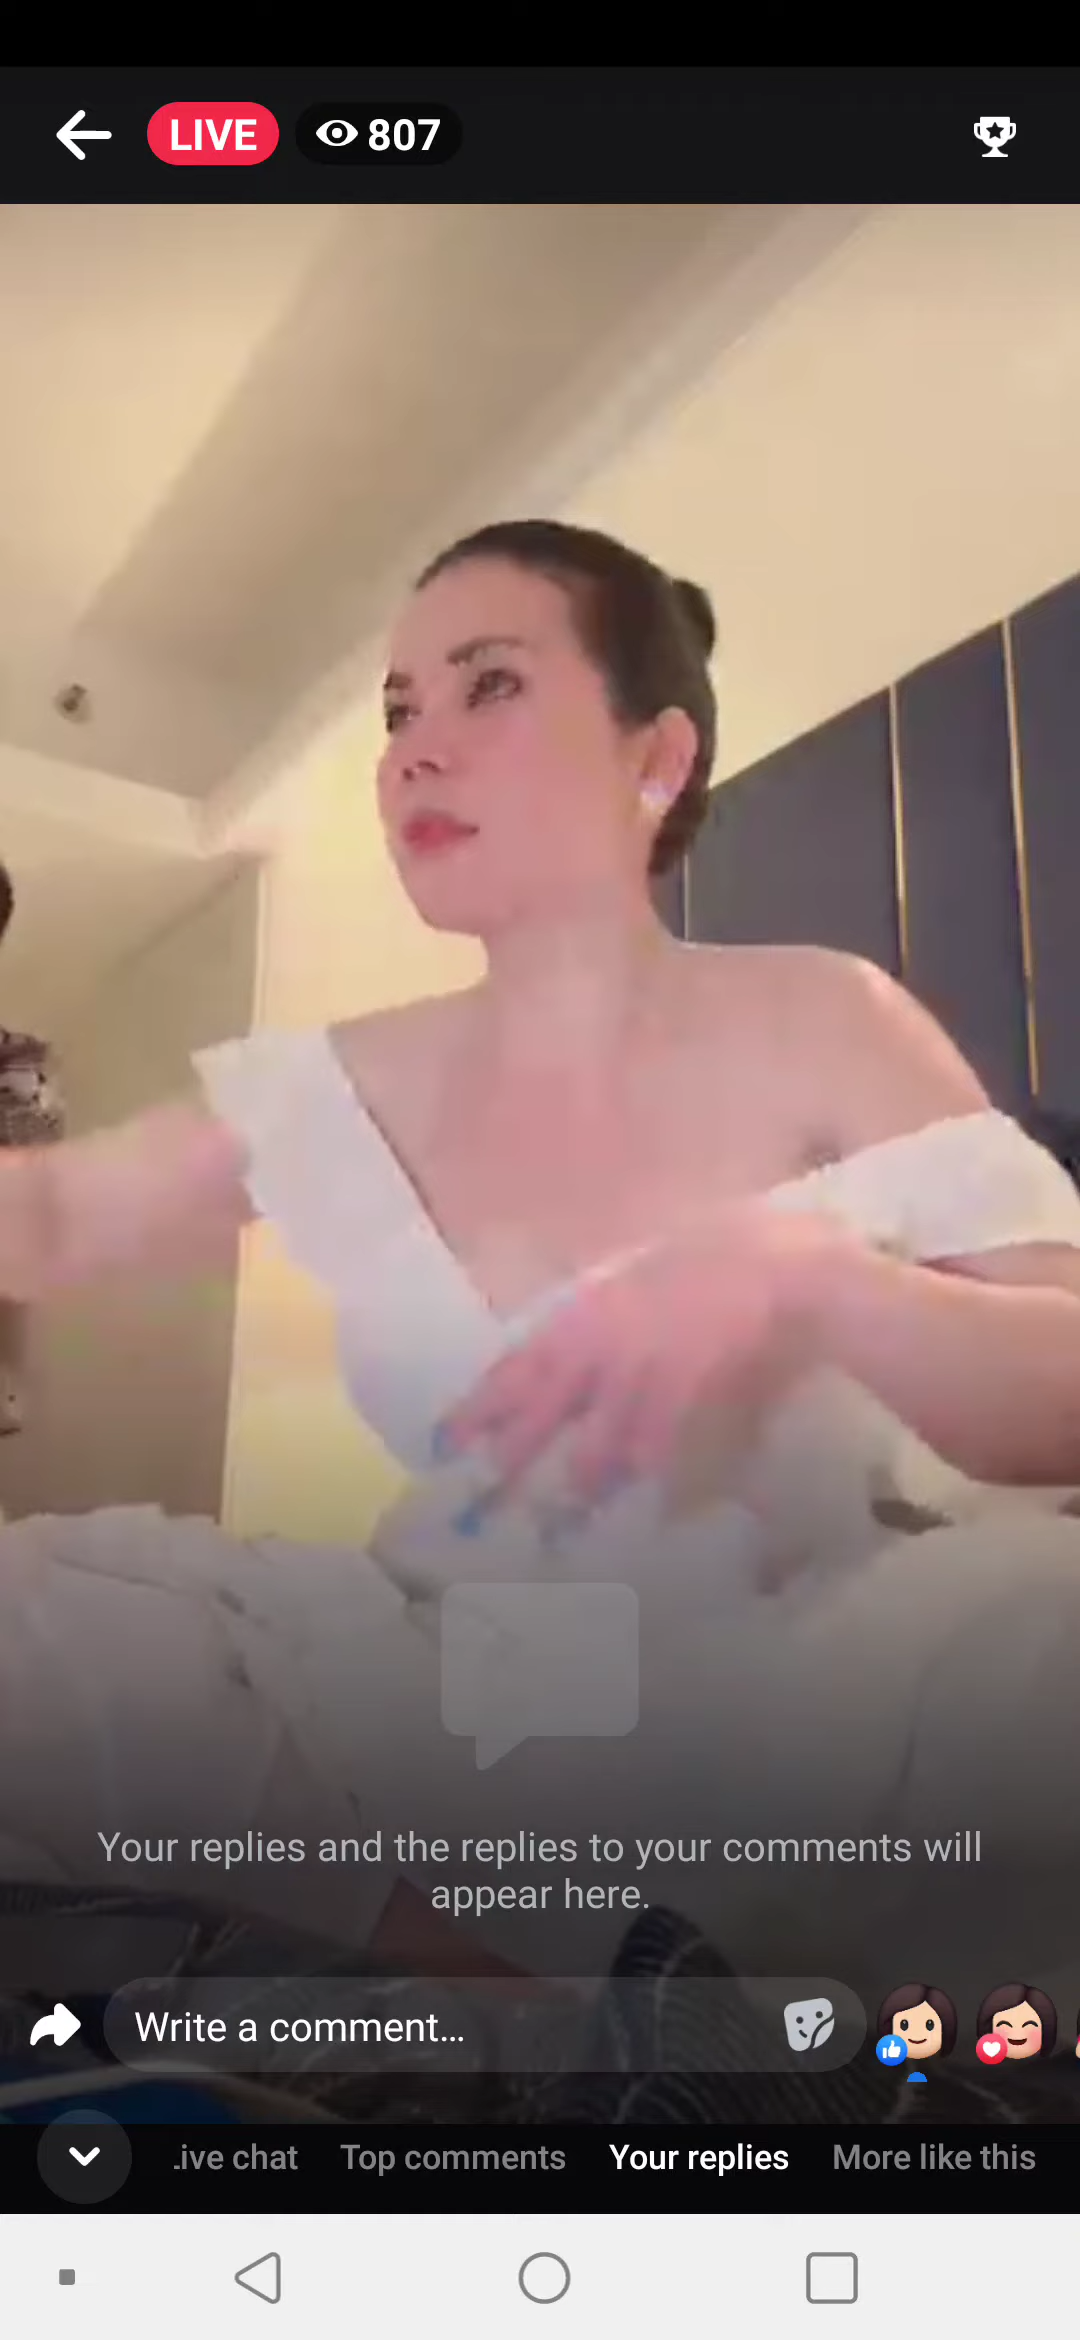 LIVE 807
Your replies and the replies to your comments will
appear here.
Write a comment...
.ive chat Top comments Your replies More like this